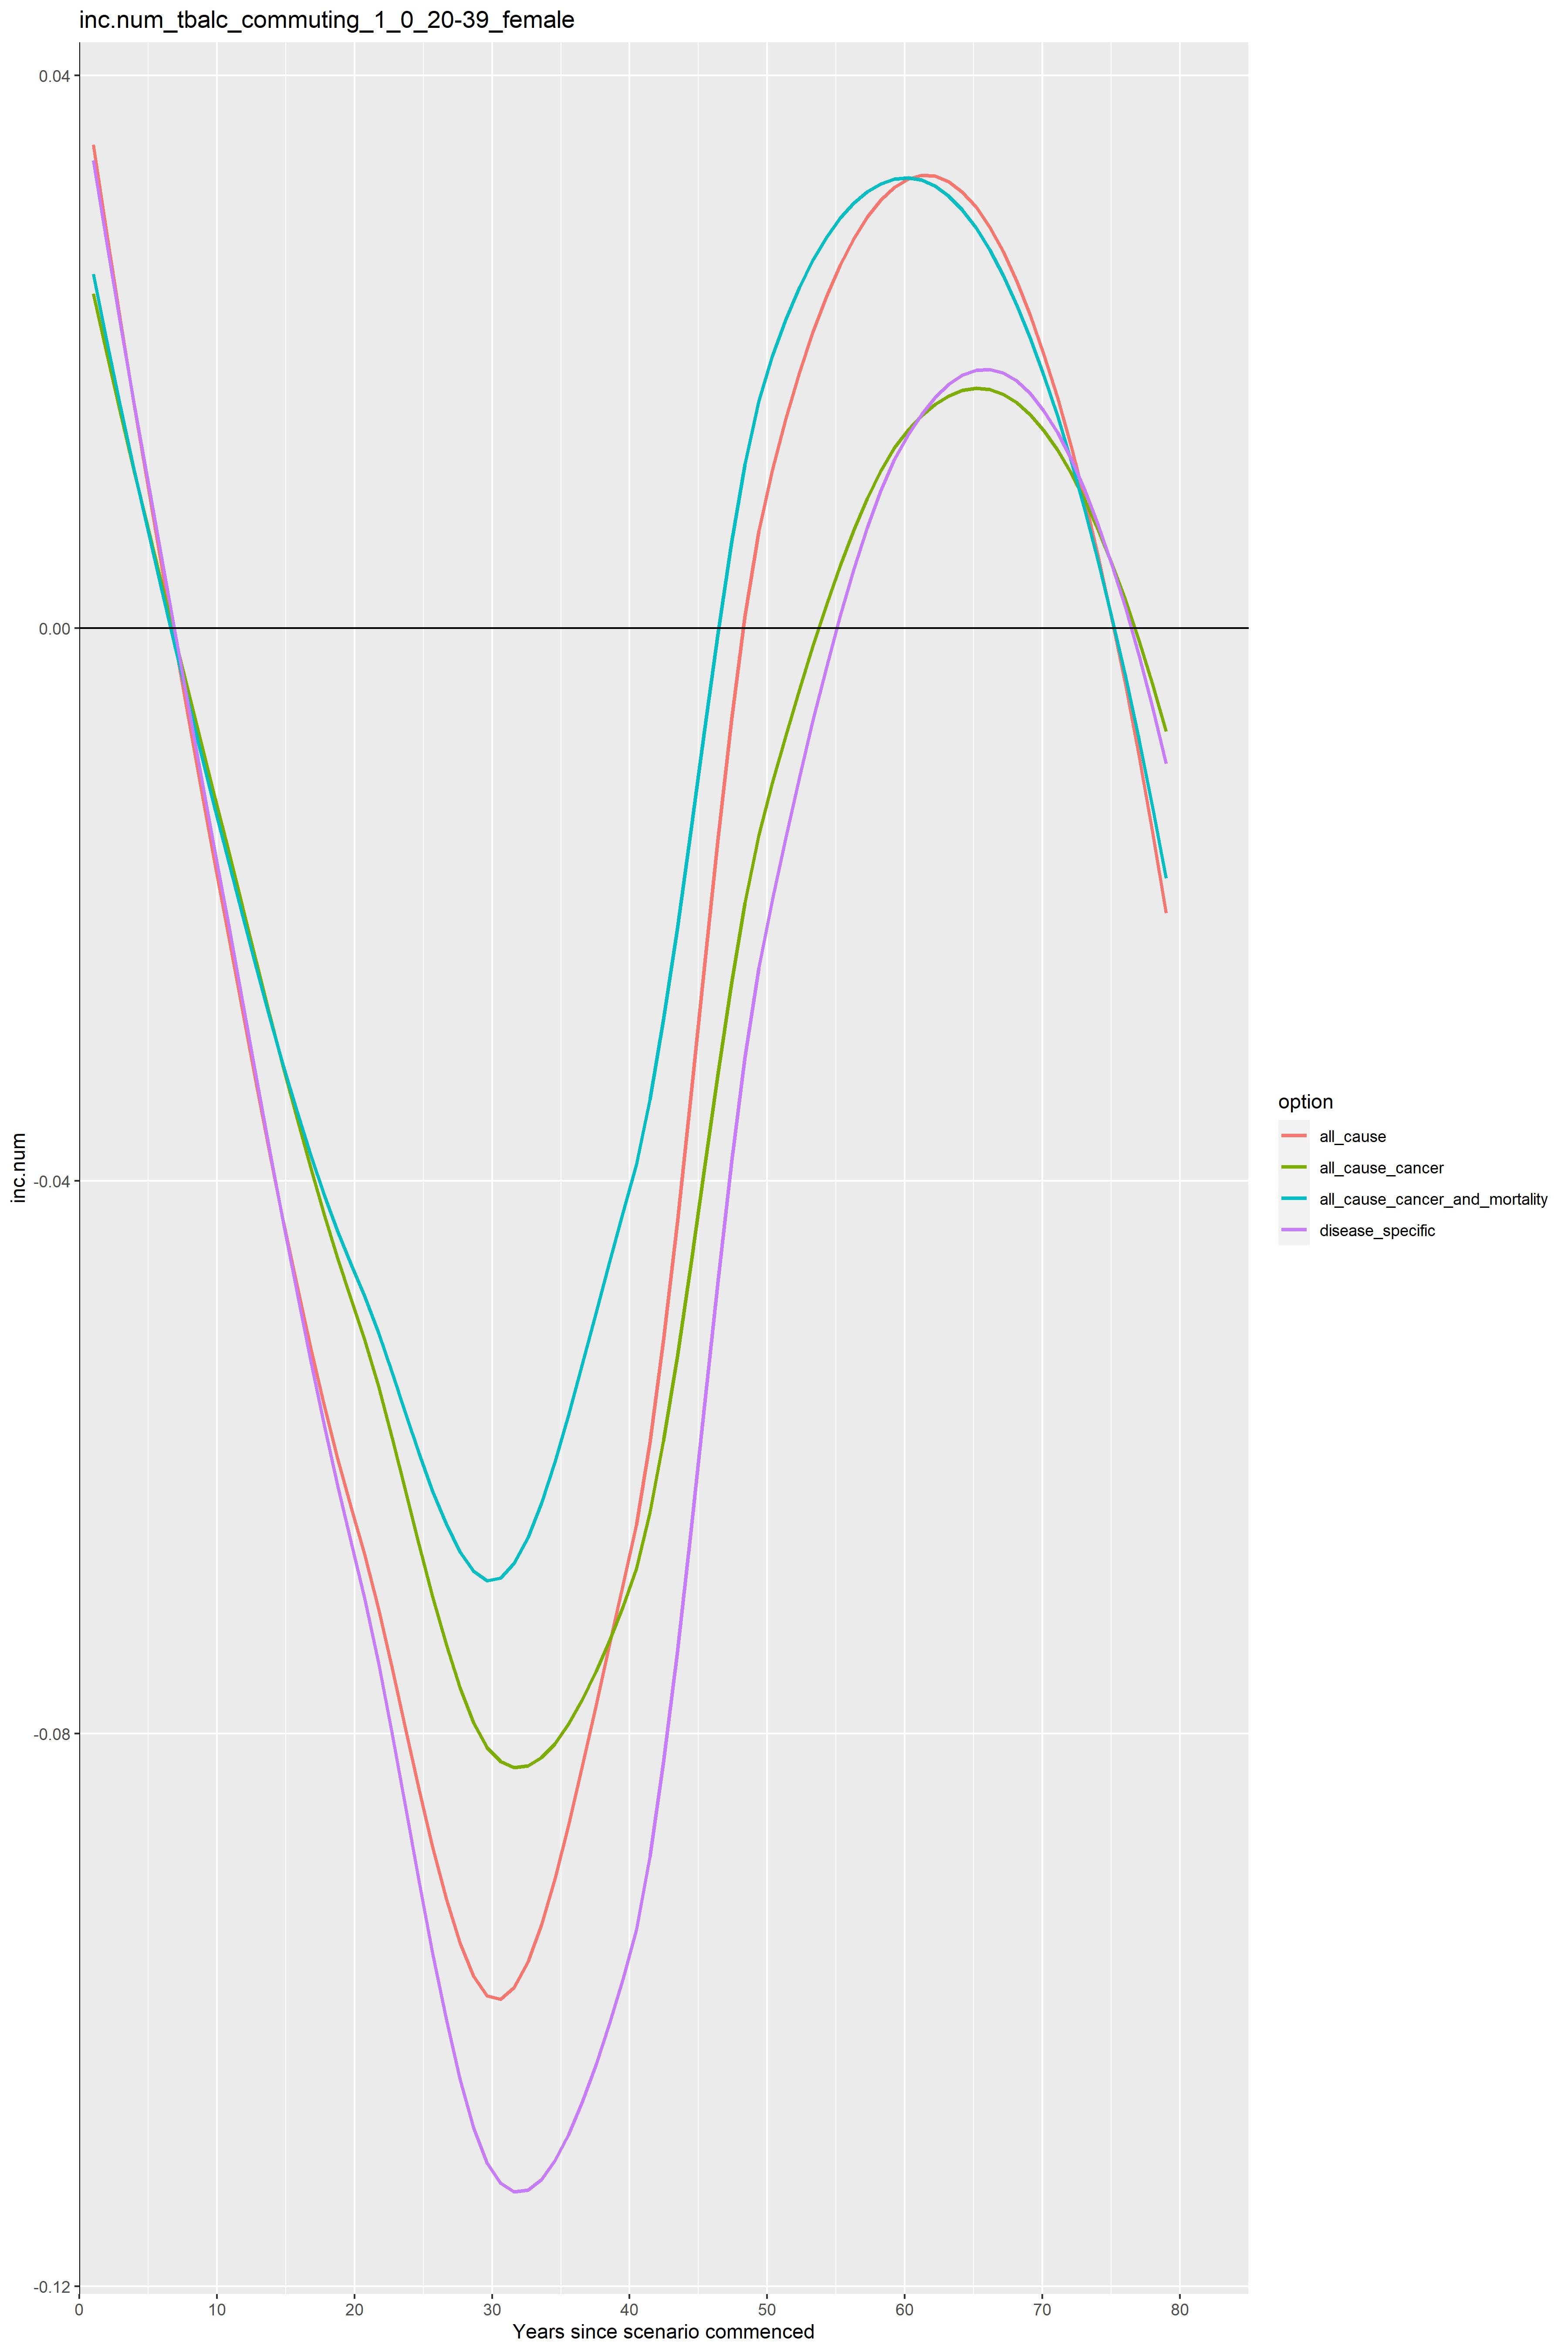 inc.num_tbalc_commuting_1_0_20-39_female
0.04
0.00
-0.04
-0.08
-0.12
inc.num
0 10 20 30 40 50 60 70 80
Years since scenario commenced
option
all_cause
all_cause_cancer
all_cause_cancer_and_mortality
disease_specific